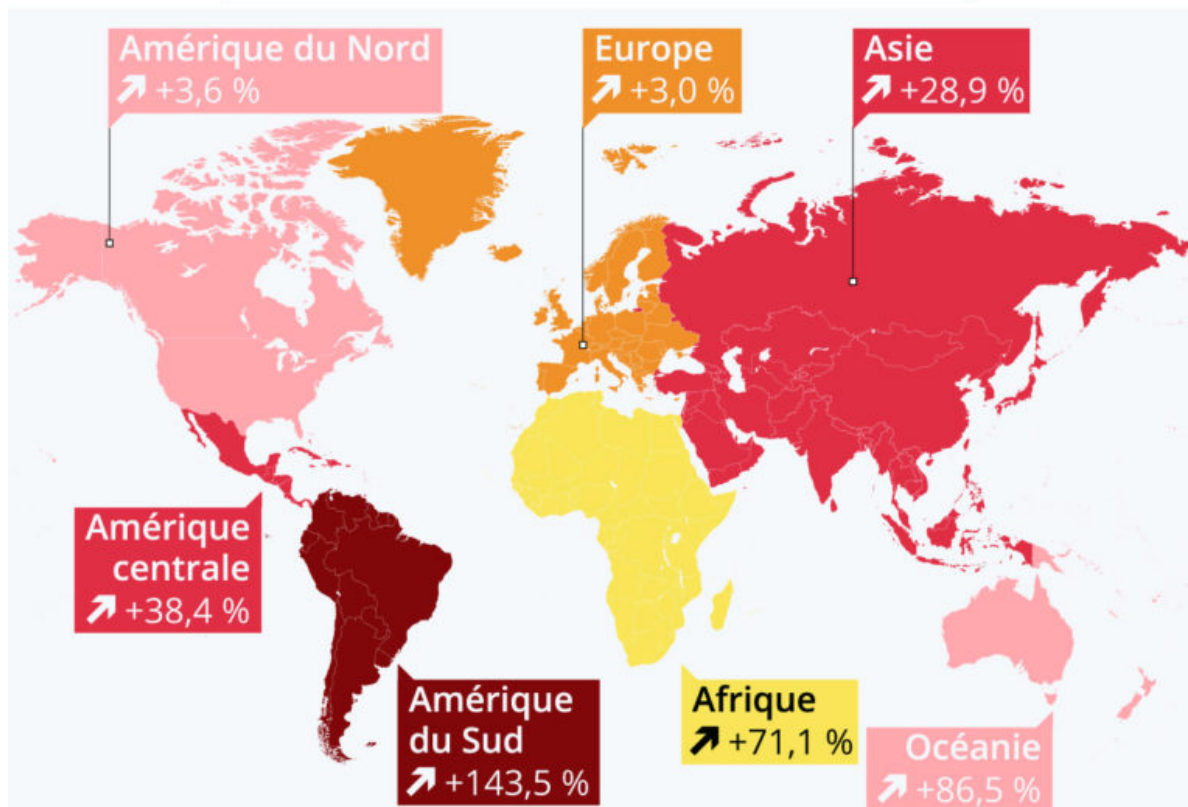 Amérique du Nord
+3,6 %
Europe
+3,0 %
Asie
+28,9 %
Amérique
centrale
+38,4 %
Amérique
du Sud
+143,5 %
Afrique
+71,1 %
Océanie
+86,5 %